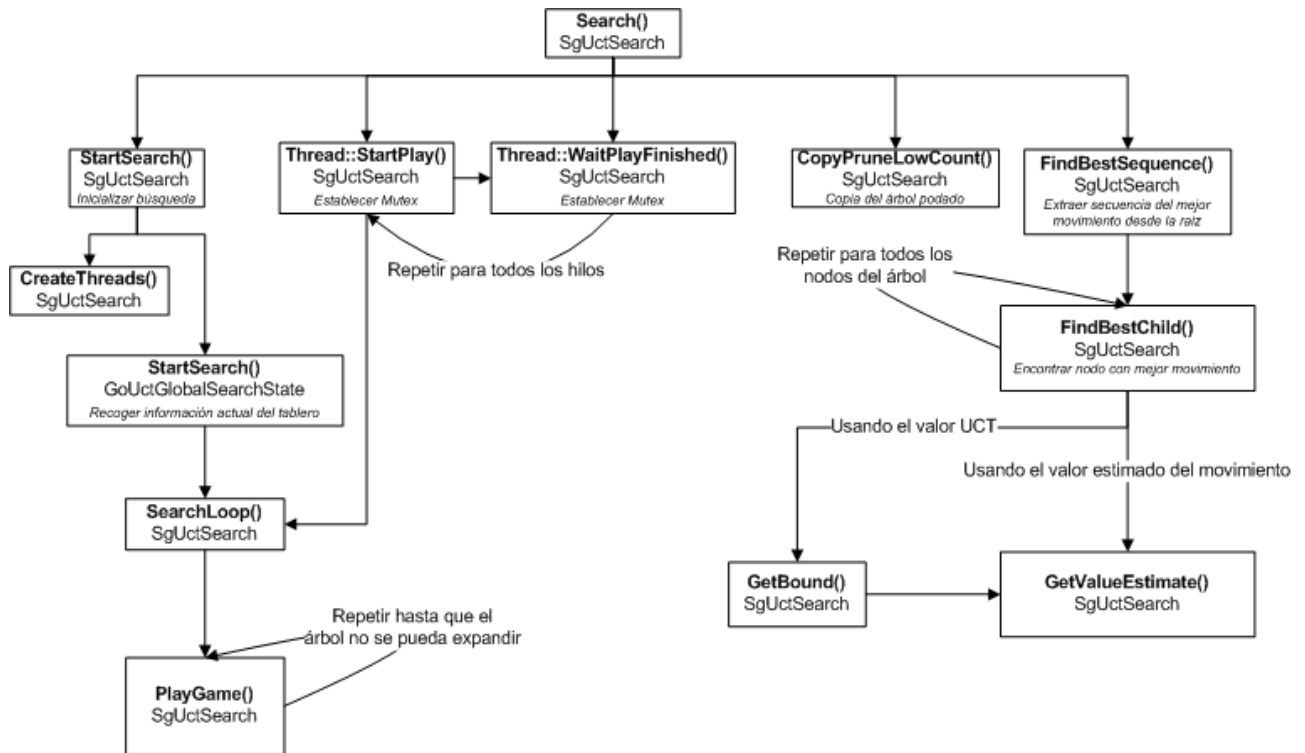 Search()
SgUctSearch
StartSearch()
SgUctSearch
Inicializar búsqueda
Thread::StartPlay()
SgUctSearch
Establecer Mutex
Thread::WaitPlayFinished()
SgUctSearch
Establecer Mutex
CopyPruneLowCount()
SgUctSearch
Copia del árbol podado
FindBestSequence()
SgUctSearch
Extraer secuencia del mejor
movimiento desde la raiz
Repetir para todos los hilos
Repetir para todos los
nodos del árbol
CreateThreads()
SgUctSearch
StartSearch()
GoUctGlobalSearchState
Recoger información actual del tablero
FindBestChild()
SgUctSearch
Encontrar nodo con mejor movimiento
Usando el valor UCT
Usando el valor estimado del movimiento
SearchLoop()
SgUctSearch
GetBound()
SgUctSearch
GetValueEstimate()
SgUctSearch
Repetir hasta que el
árbol no se pueda expandir
PlayGame()
SgUctSearch